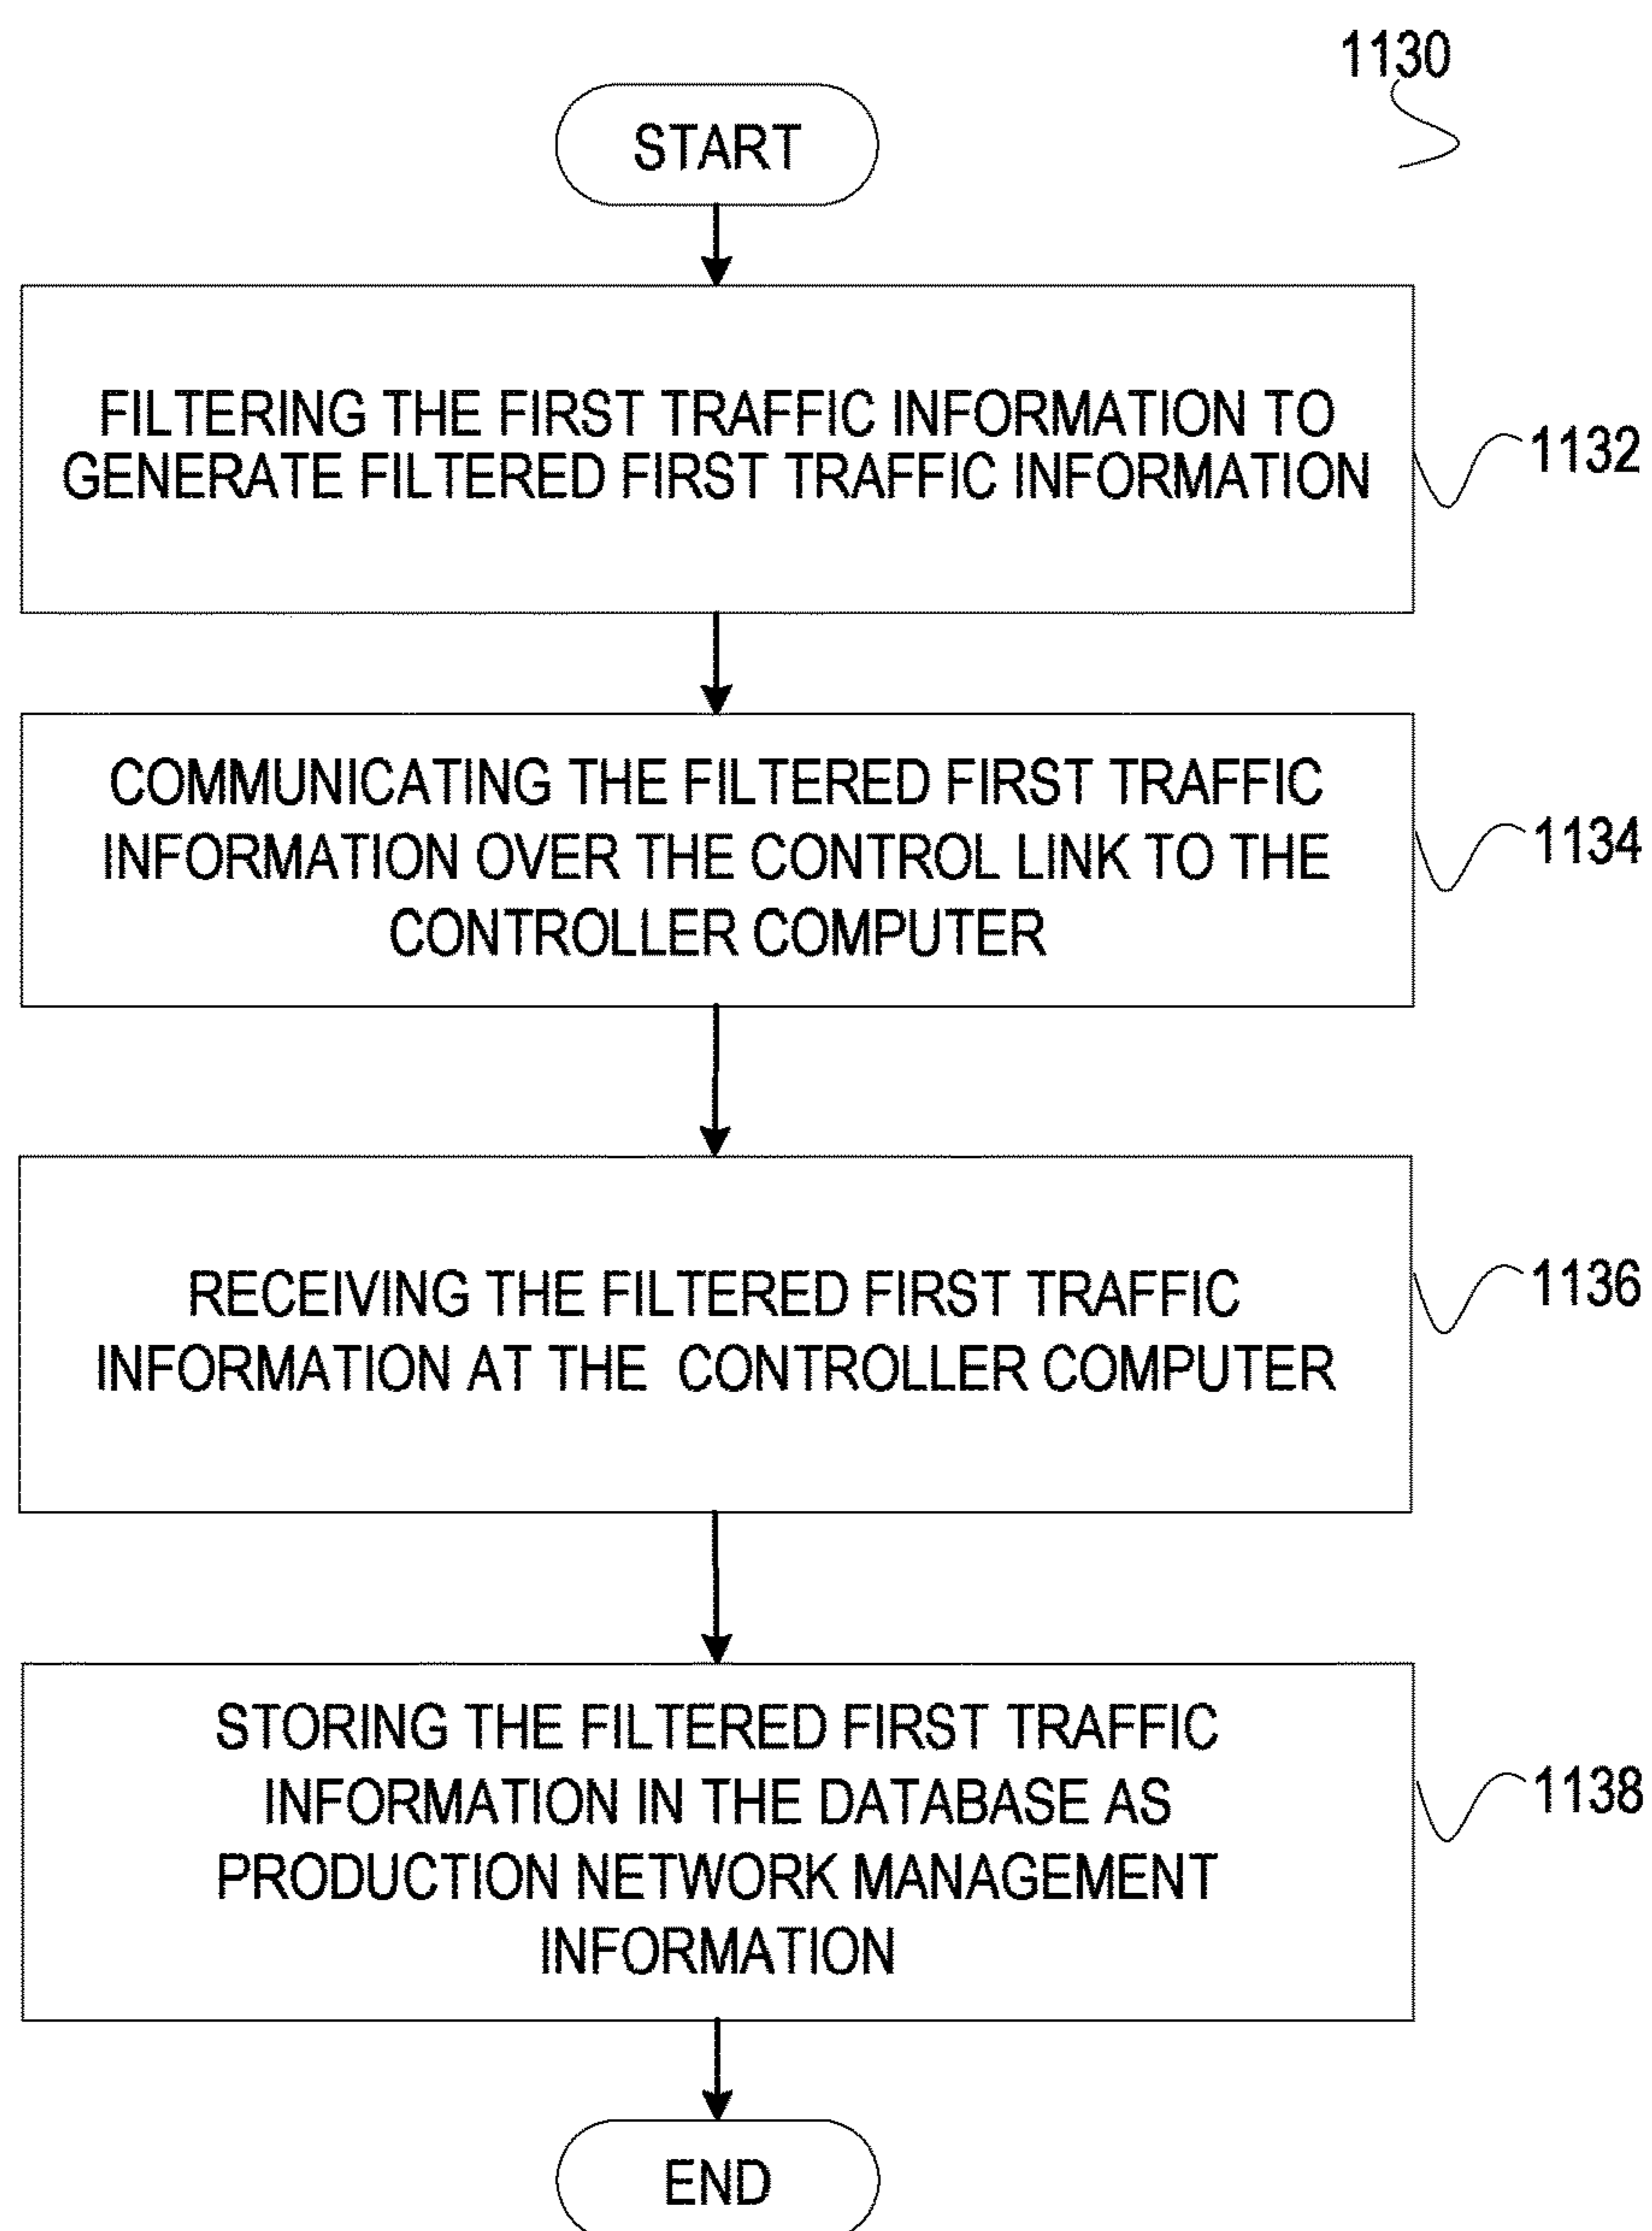 1130
START
FILTERING THE FIRST TRAFFIC INFORMATION TO
GENERATE FILTERED FIRST TRAFFIC INFORMATION
1132
COMMUNICATING THE FILTERED FIRST TRAFFIC
INFORMATION OVER THE CONTROL LINK TO THE
CONTROLLER COMPUTER
1134
RECEIVING THE FILTERED FIRST TRAFFIC
INFORMATION AT THE CONTROLLER COMPUTER
1136
STORING THE FILTERED FIRST TRAFFIC
INFORMATION IN THE DATABASE AS
PRODUCTION NETWORK MANAGEMENT
INFORMATION
1138
END